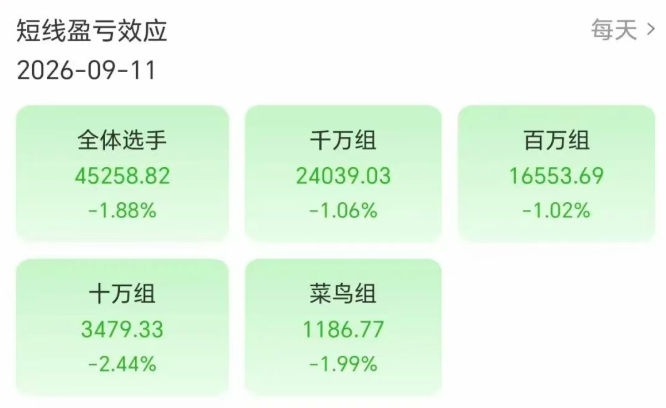 短线盈亏效应
每天 >
2026-09-11
全体选手
45258.82
-1.88%
千万组
24039.03
-1.06%
百万组
16553.69
-1.02%
十万组
3479.33
-2.44%
菜鸟组
1186.77
-1.99%